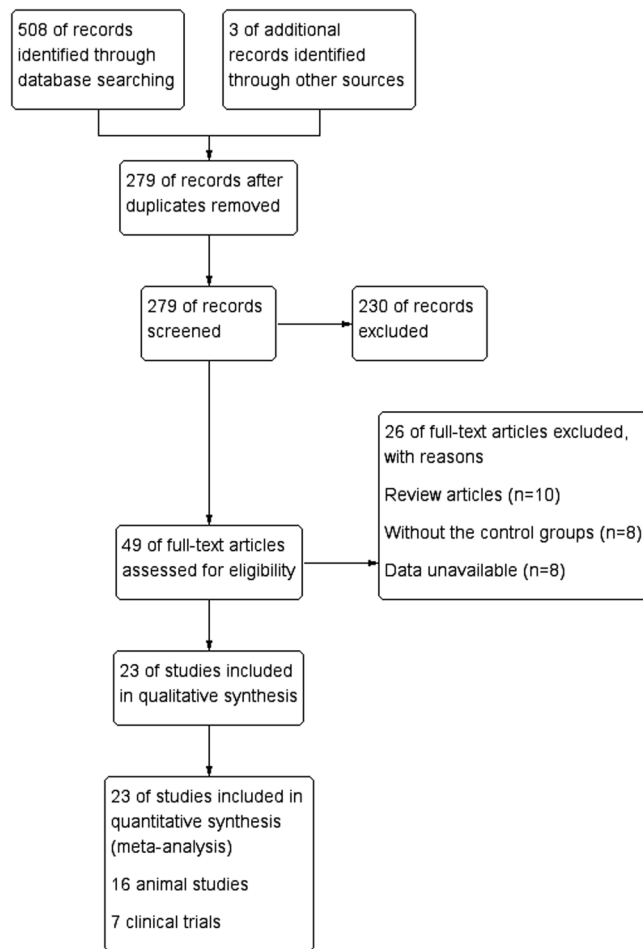 508 of records
identified through
database searching
3 of additional
records identified
through other sources
279 of records after
duplicates removed
279 of records
screened
230 of records
excluded
26 of full-text articles excluded,
with reasons
Review articles (n=10)
Without the control groups (n=8)
Data unavailable (n=8)
49 of full-text articles
assessed for eligibility
23 of studies included
in qualitative synthesis
23 of studies included in
quantitative synthesis
(meta-analysis)
16 animal studies
7 clinical trials